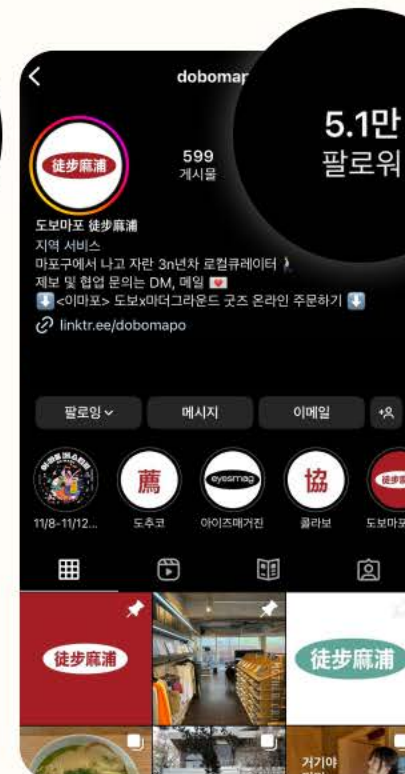 dobomap
5.1만
팔로워
徒步麻浦
599
게시물
도보마포 徒步麻浦
지역 서비스
마포구에서 나고 자란 3n년차 로컬큐레이터
제보 및 협업 문의는 DM, 메일
<이마포> 도보x마더그라운드 굿즈 온라인 주문하기
linktr.ee/dobomapo
팔로잉
메시지
이메일
薦
eyesmag
協
11/8-11/12...
도추코
아이즈매거진
콜라보
도보마포
徒步麻浦
徒步麻浦
거기야